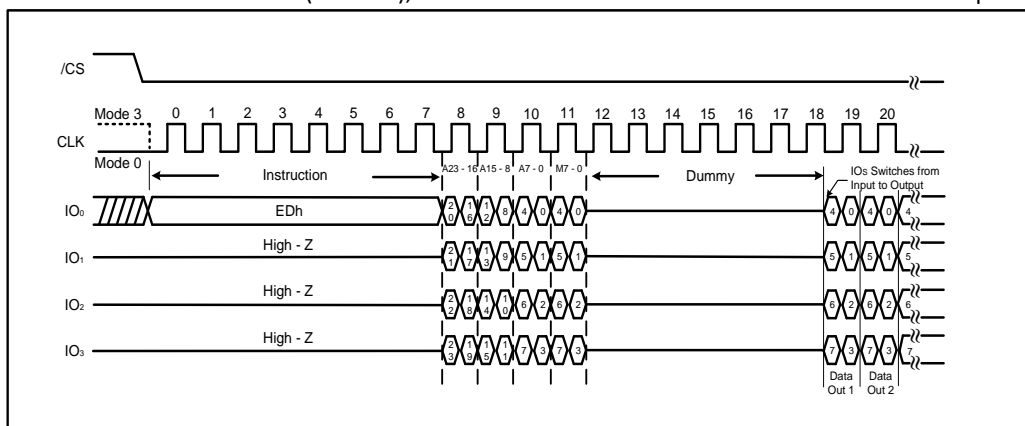 /CS
Mode 3 0 1 2 3 4 5 6 7 8 9 10 11 12 13 14 15 16 17 18 19 20
CLK
Mode 0
Instruction
A23 - 16 A15 - 8 A7 - 0 M7 - 0
Dummy
IOs Switches from
Input to Output
IO0 EDh 20 16 12 8 4 0 4 0 4 0 4 0 4
IO1 High - Z 21 17 13 9 5 1 5 1 5 1 5 1 5
IO2 High - Z 22 18 14 10 6 2 6 2 6 2 6 2 6
IO3 High - Z 23 19 15 11 7 3 7 3 7 3 7 3 7
Data
Out 1
Data
Out 2